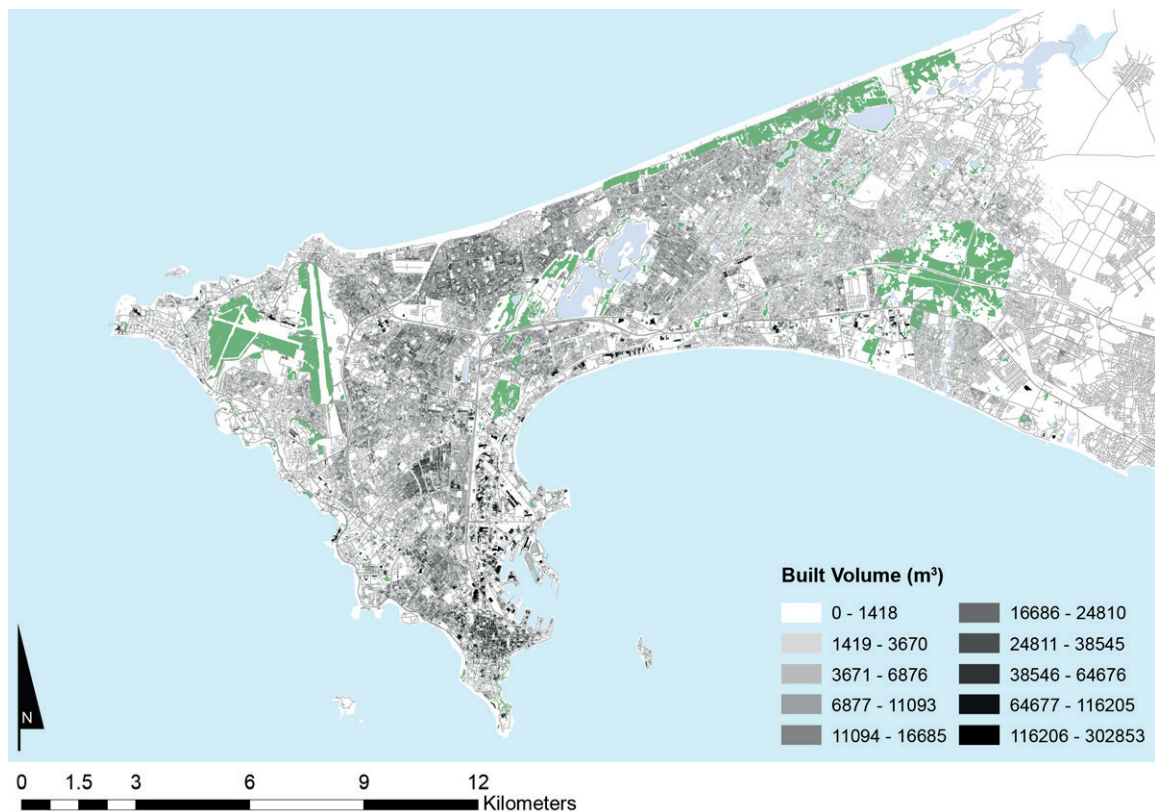 Built Volume (m³)
0 - 1418
1419 - 3670
3671 - 6876
6877 - 11093
11094 - 16685
16686 - 24810
24811 - 38545
38546 - 64676
64677 - 116205
116206 - 302853
N
0 1.5 3 6 9 12
Kilometers